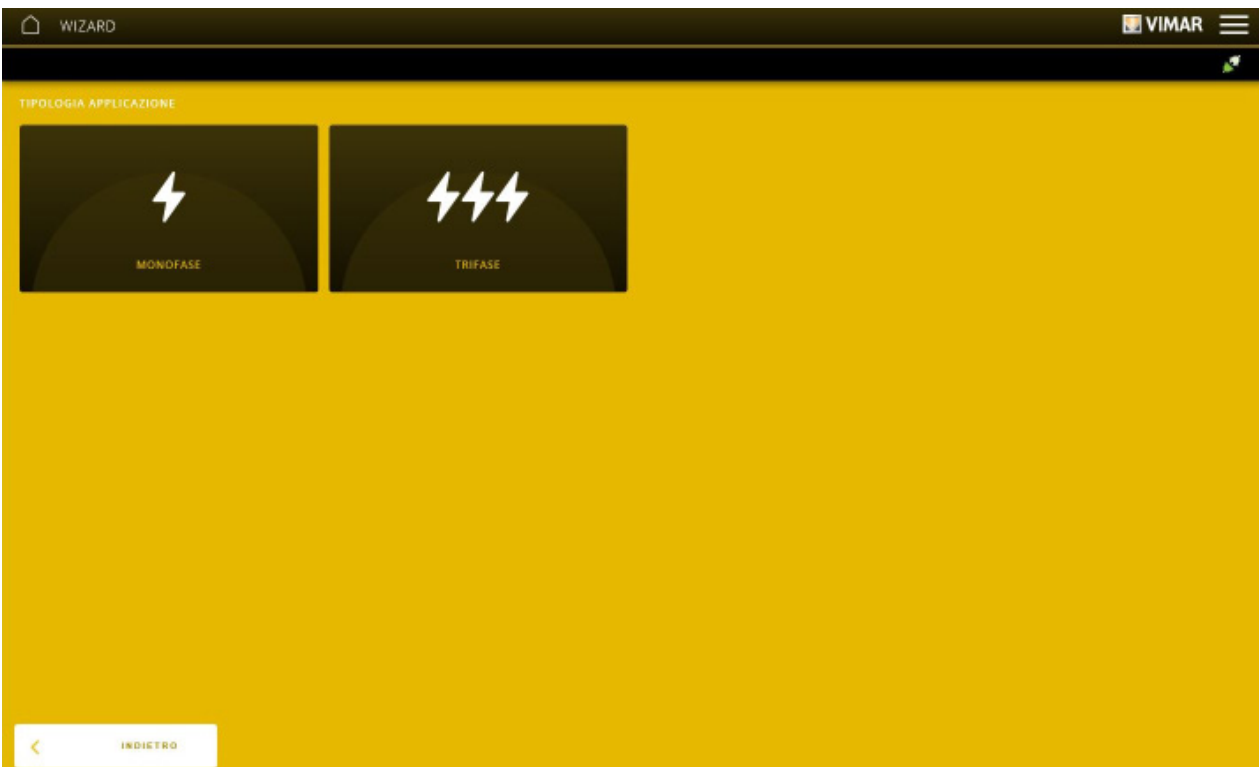 WIZARD
VIMAR
TIPOLOGIA APPLICAZIONE
MONOFASE
TRIFASE
INDIETRO